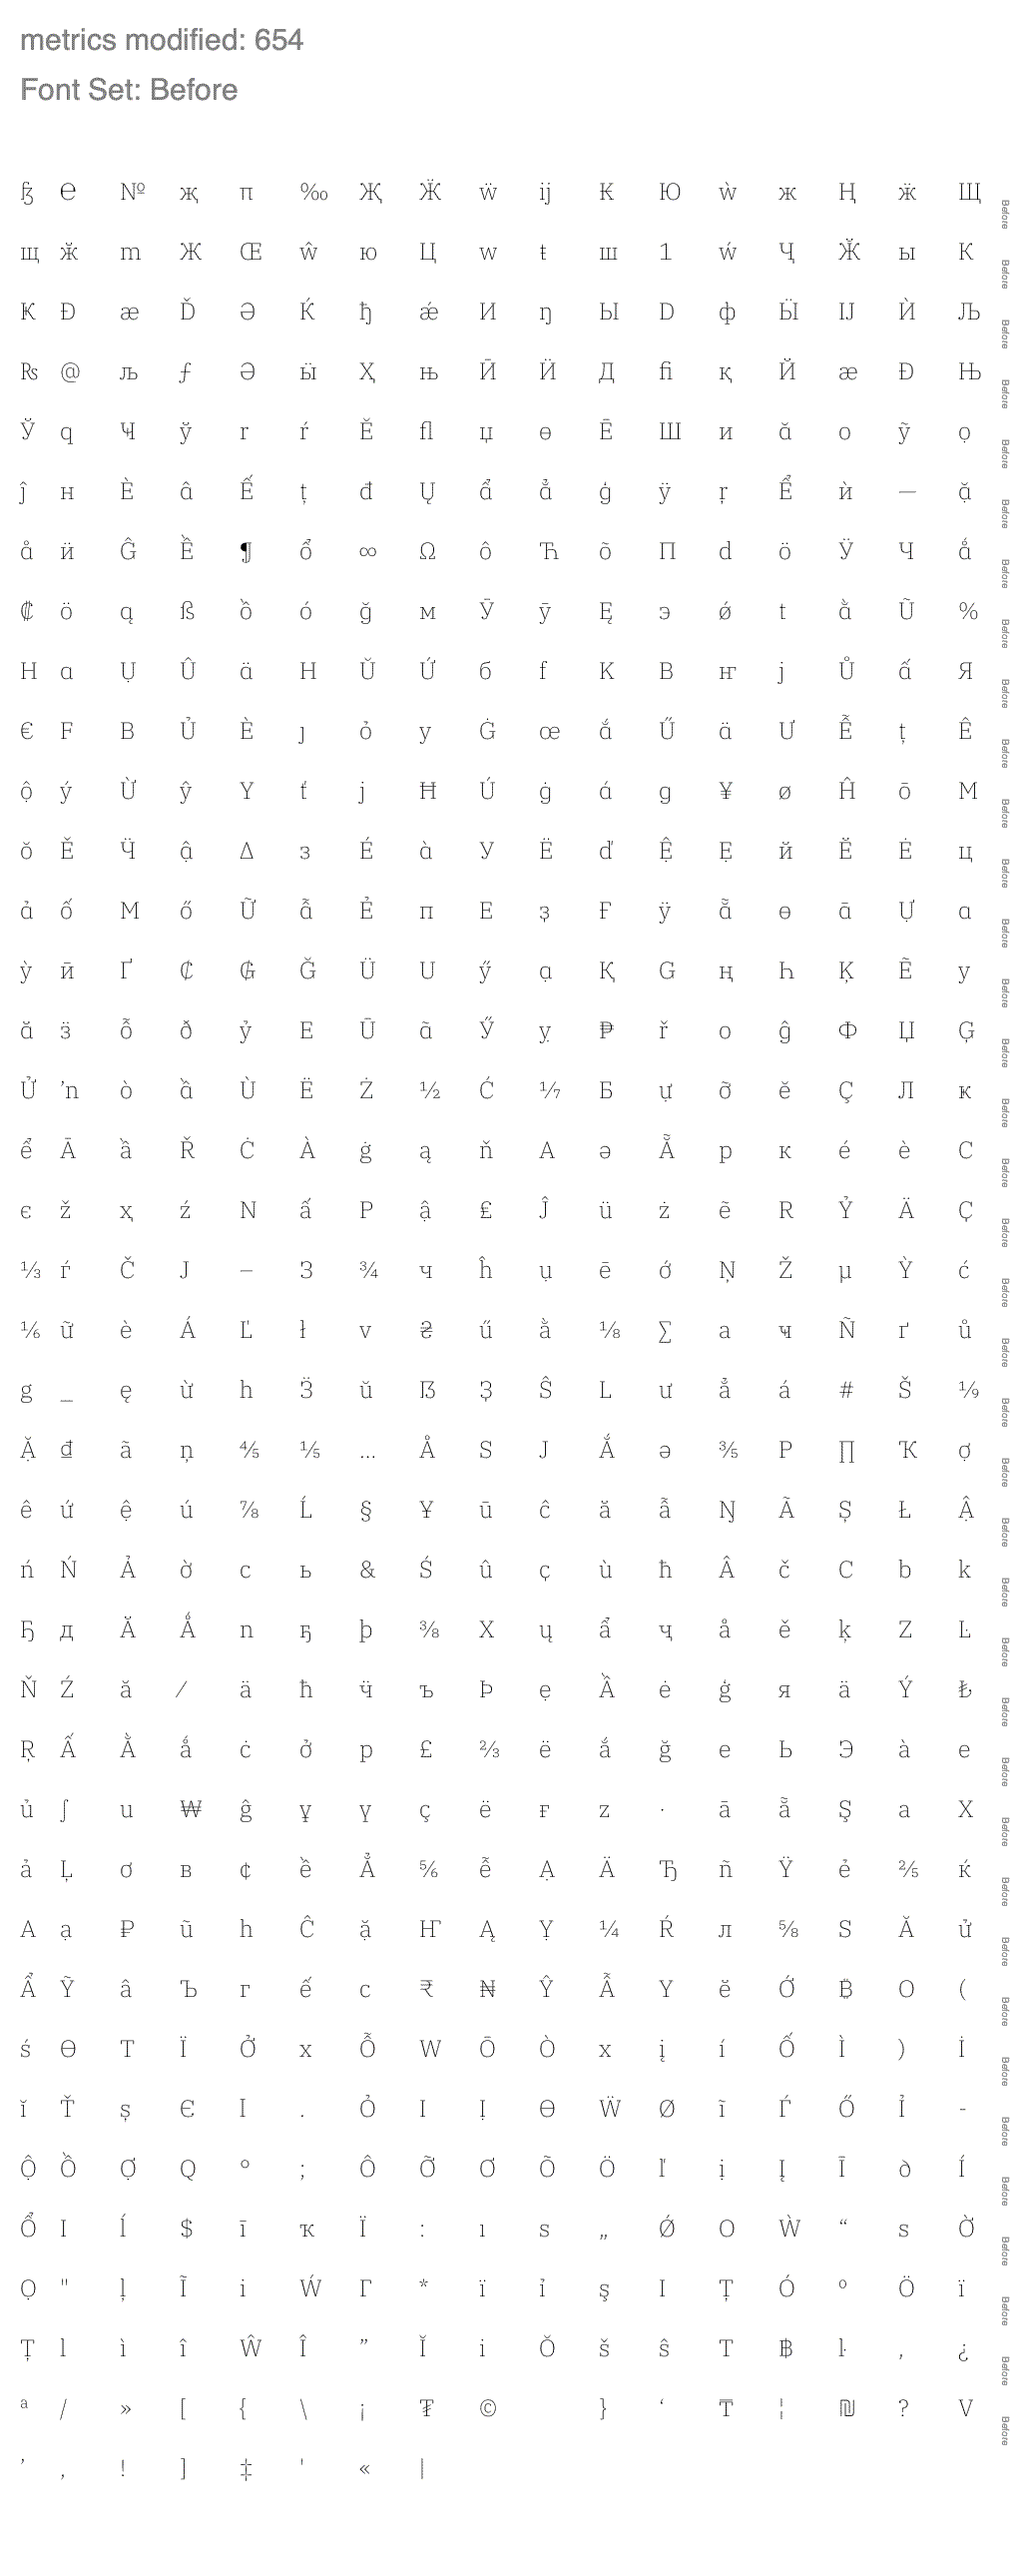 metrics modified: 654
Font Set: Before
ꜩ ℮ № җ п ‰ Җ Ӝ ẅ ij Ҝ Ю ẁ ж Ң ӝ Щ Before
щ ӂ m Ж Œ ŵ ю Ц w ŧ ш 1 ẃ Ҷ Ӂ ы К Before
Ҝ Đ æ Ď Ə Ќ ђ ǽ И ŋ Ы D ф Ӹ IJ Ѝ Љ Before
₨ @ љ ƒ Ә ӹ Ҳ њ Ӣ Ӥ Д fi қ Й æ Ð Њ Before
Ў q Ҹ ў r ŕ Ě fl џ ө Ē Ш и ă o ỹ ọ Before
ĵ н È â Ế ț đ Ų ẩ ẳ ģ ÿ ŗ Ể ѝ — ặ Before
å ӥ Ĝ Ề ¶ ổ ∞ Ω ô Ћ õ П d ö Ӱ Ч ǻ Before
₡ ӧ ą ß ồ ó ğ м Ӯ ӯ Ę э ǿ t ằ Ũ % Before
Н ɑ Ụ Û ä H Ŭ Ứ б f K В ҥ j Ů ấ Я Before
€ F B Ủ È ȷ ỏ y Ġ œ ắ Ű ä Ư Ễ ţ Ê Before
ộ ý Ừ ŷ Y ť j Ħ Ú ġ á ɡ ¥ ø Ĥ ō М Before
ŏ Ĕ Ӵ ậ ∆ з É à У Ë ď Ệ Ẹ й Ӗ Ė ц Before
ả ố M ő Ữ ẫ Ẻ п Е ҙ Ғ ÿ ẵ ө ā Ự ɑ Before
ỳ ӣ Ґ ₵ ₲ Ğ Ü U ӳ ạ Қ G ң Һ Ķ Ẽ у Before
ă ӟ ỗ ð ỷ E Ū ã Ӳ ỵ ₱ ř о ĝ Ф Џ Ģ Before
Ử ŉ ò ầ Ù Ё Ż ½ Ć ⅐ Б ự ỡ ĕ Ç Л ĸ Before
ể Ā ầ Ř Ċ À ġ ą ň A ə Ẵ p к é è C Before
є ž ҳ ź N ấ P ậ ₤ Ĵ ü ż ẽ R Ỷ Ä Ҫ Before
⅓ ѓ Č J – З ¾ ч ĥ ụ ē ớ Ņ Ž µ Ỳ ć Before
⅙ ữ è Á Ľ ł v ₴ ű ằ ⅛ ∑ a ҹ Ñ ґ ů Before
g _ ę ừ h Ӟ ŭ ẞ Ҙ Ŝ L ư ẳ á # Š ⅑ Before
Ặ ₫ ã ņ ⅘ ⅕ … Å S J Ắ ә ⅗ Р ∏ Ҡ ợ Before
ê ứ ệ ú ⅞ Ĺ § Ұ ū ĉ ă ẫ Ŋ Ã Ș Ł Ậ Before
ń Ń Ả ờ c ь & Ś û ҫ ù ħ Â č С b k Before
Ҕ д Ӑ Ǻ n ҕ þ ⅜ X ų ẩ ҷ å ě ķ Z Ŀ Before
Ň Ź ӑ ⁄ ä ћ ӵ ъ Þ ẹ Ầ ė ģ я ӓ Ý ₺ Before
Ŗ Ấ Ằ ǻ ċ ở р £ ⅔ ё ắ ğ e Ь Э à е Before
ủ ∫ u ₩ ĝ ұ ү ç ë ғ z · ā ẵ Ş а Х Before
ả Ļ ơ в ¢ ề Ẳ ⅚ ễ Ạ Ӓ Ђ ñ Ÿ ẻ ⅖ ќ Before
А ạ ₽ ũ һ Ĉ ặ Ҥ Ą Ỵ ¼ Ŕ л ⅝ Ѕ Ă ử Before
Ẩ Ỹ â Ъ г ế с ₹ ₦ Ŷ Ẫ Ү ӗ Ớ ₿ О ( Before
ś Ө Т Ї Ở x Ỗ W Ō Ò х į í Ố Ì ) İ Before
ĭ Ť ș Є Ӏ . Ỏ І Ị Ɵ Ẅ Ø ĩ Ѓ Ő Ỉ - Before
Ộ Ồ Ợ Q ° ; Ô Ỡ Ơ Õ Ö ľ ị Į Ī ð Í Before
Ổ I ĺ $ ī ҡ Ï : ı s „ Ǿ O Ẁ “ ѕ Ờ Before
Ọ " ļ Ĩ і Ẃ Г * ï ỉ ş I Ț Ó º Ӧ ї Before
Ţ l ì î Ŵ Î ” Ĭ i Ŏ š ŝ T ฿ ŀ , ¿ Before
ª / » [ { \ ¡ ₮ © } ‘ ₸ ¦ ₪ ? V Before
’ ‚ ! ] ‡ ' « |